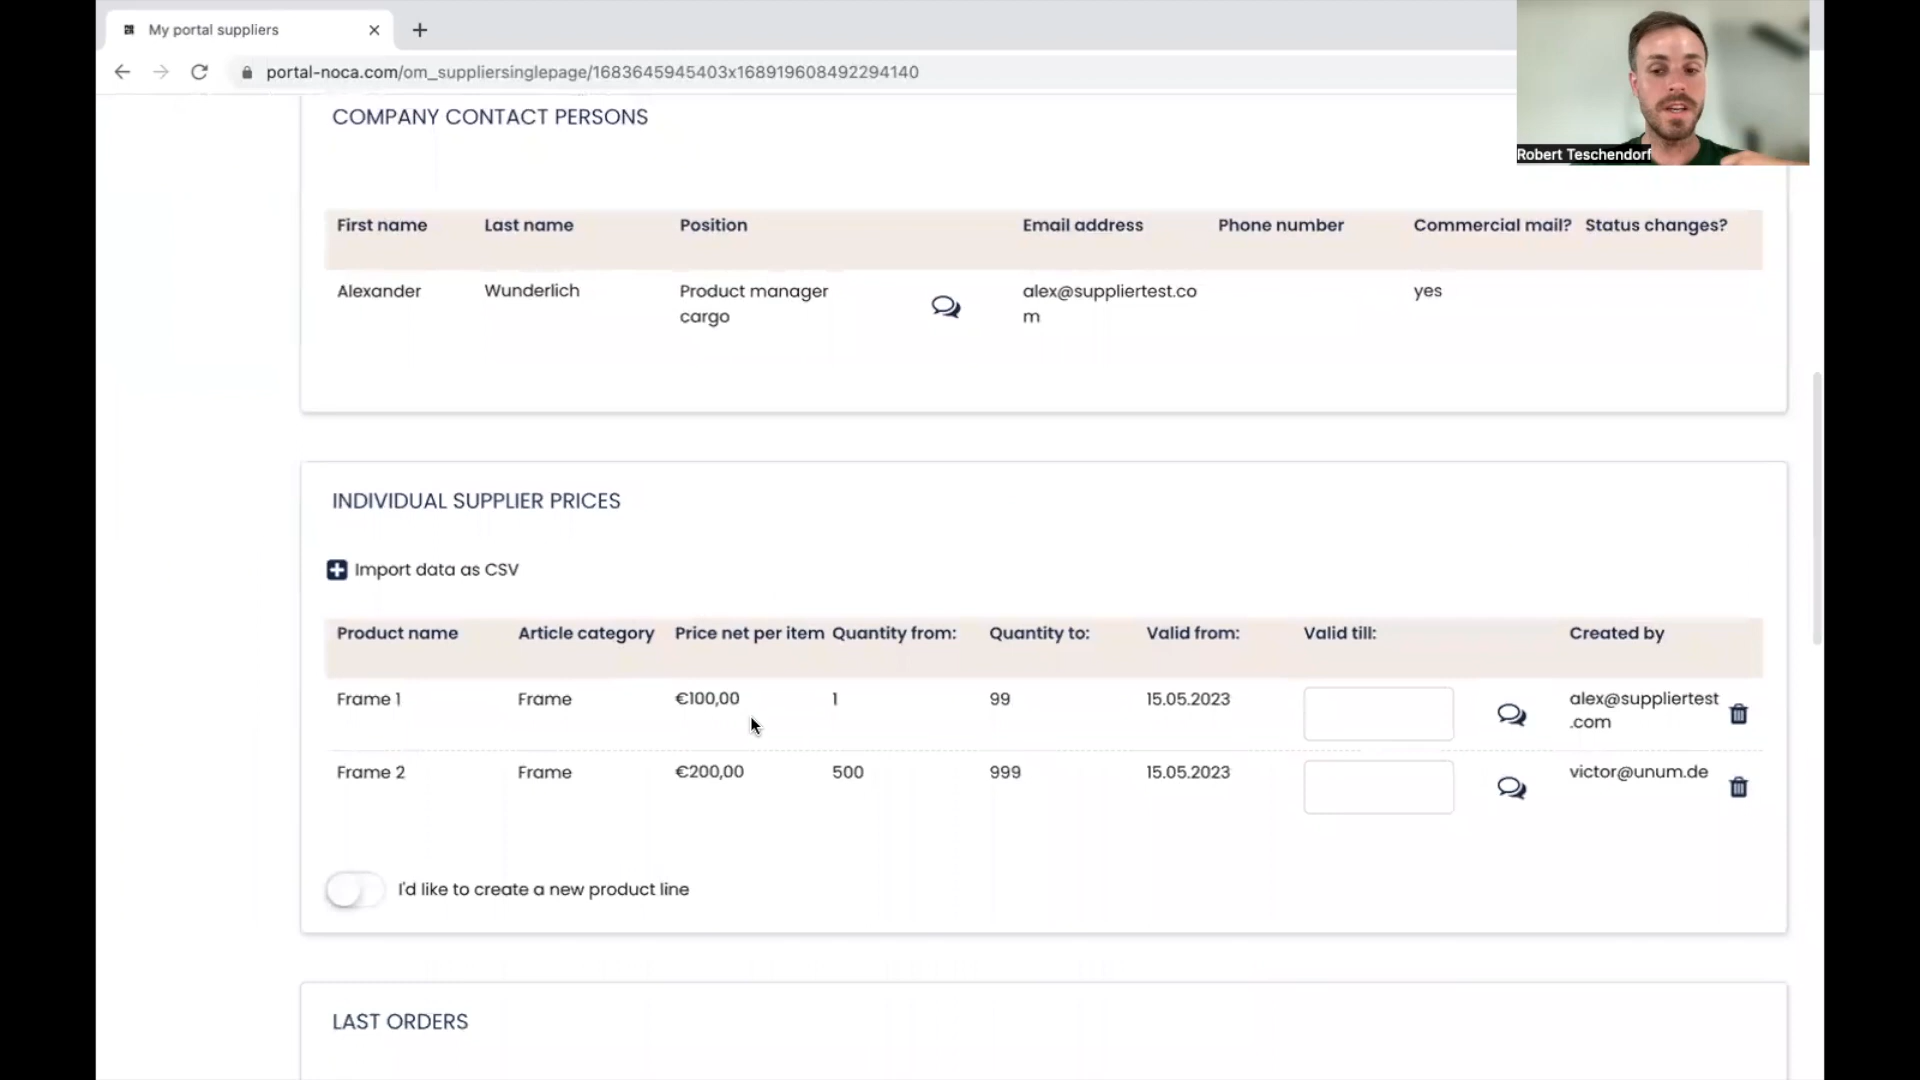 My portal suppliers
portal-noca.com/om_suppliersinglepage/1683645945403x168919608492294140
Robert Teschendorf
COMPANY CONTACT PERSONS
First name Last name Position Email address Phone number Commercial mail? Status changes?
Alexander Wunderlich Product manager alex@suppliertest.co yes
cargo m
INDIVIDUAL SUPPLIER PRICES
Import data as CSV
Product name Article category Price net per item Quantity from: Quantity to: Valid from: Valid till: Created by
Frame 1 Frame €100,00 1 99 15.05.2023 alex@suppliertest
.com
Frame 2 Frame €200,00 500 999 15.05.2023 victor@unum.de
I'd like to create a new product line
LAST ORDERS